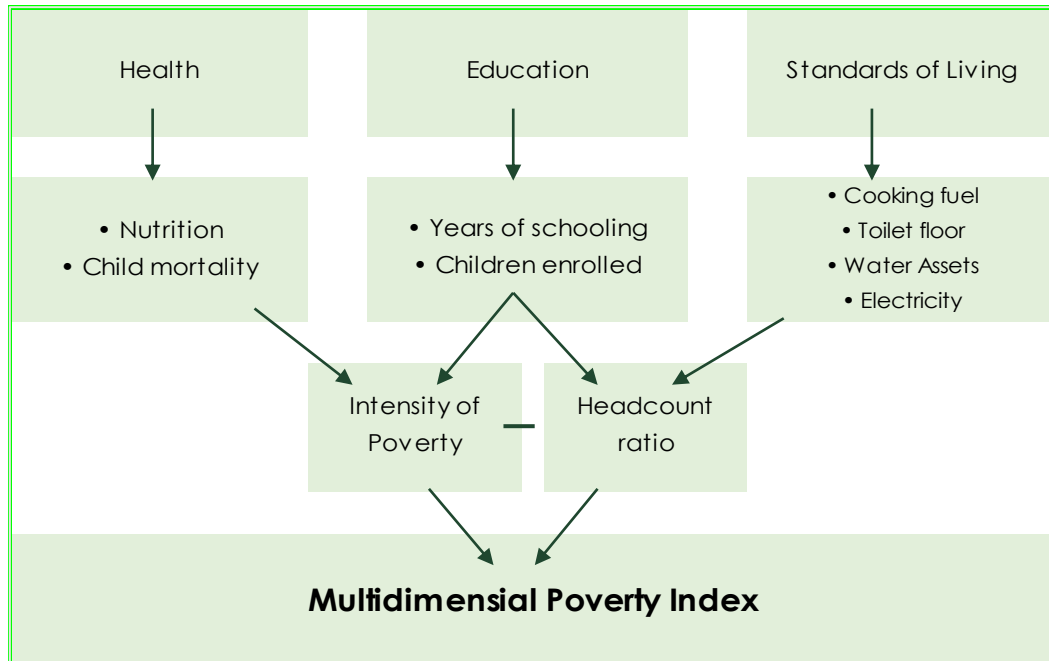 Health
Education
Standards of Living
• Nutrition
• Child mortality
• Years of schooling
• Children enrolled
• Cooking fuel
• Toilet floor
• Water Assets
• Electricity
Intensity of
Poverty
Headcount
ratio
Multidimensial Poverty Index